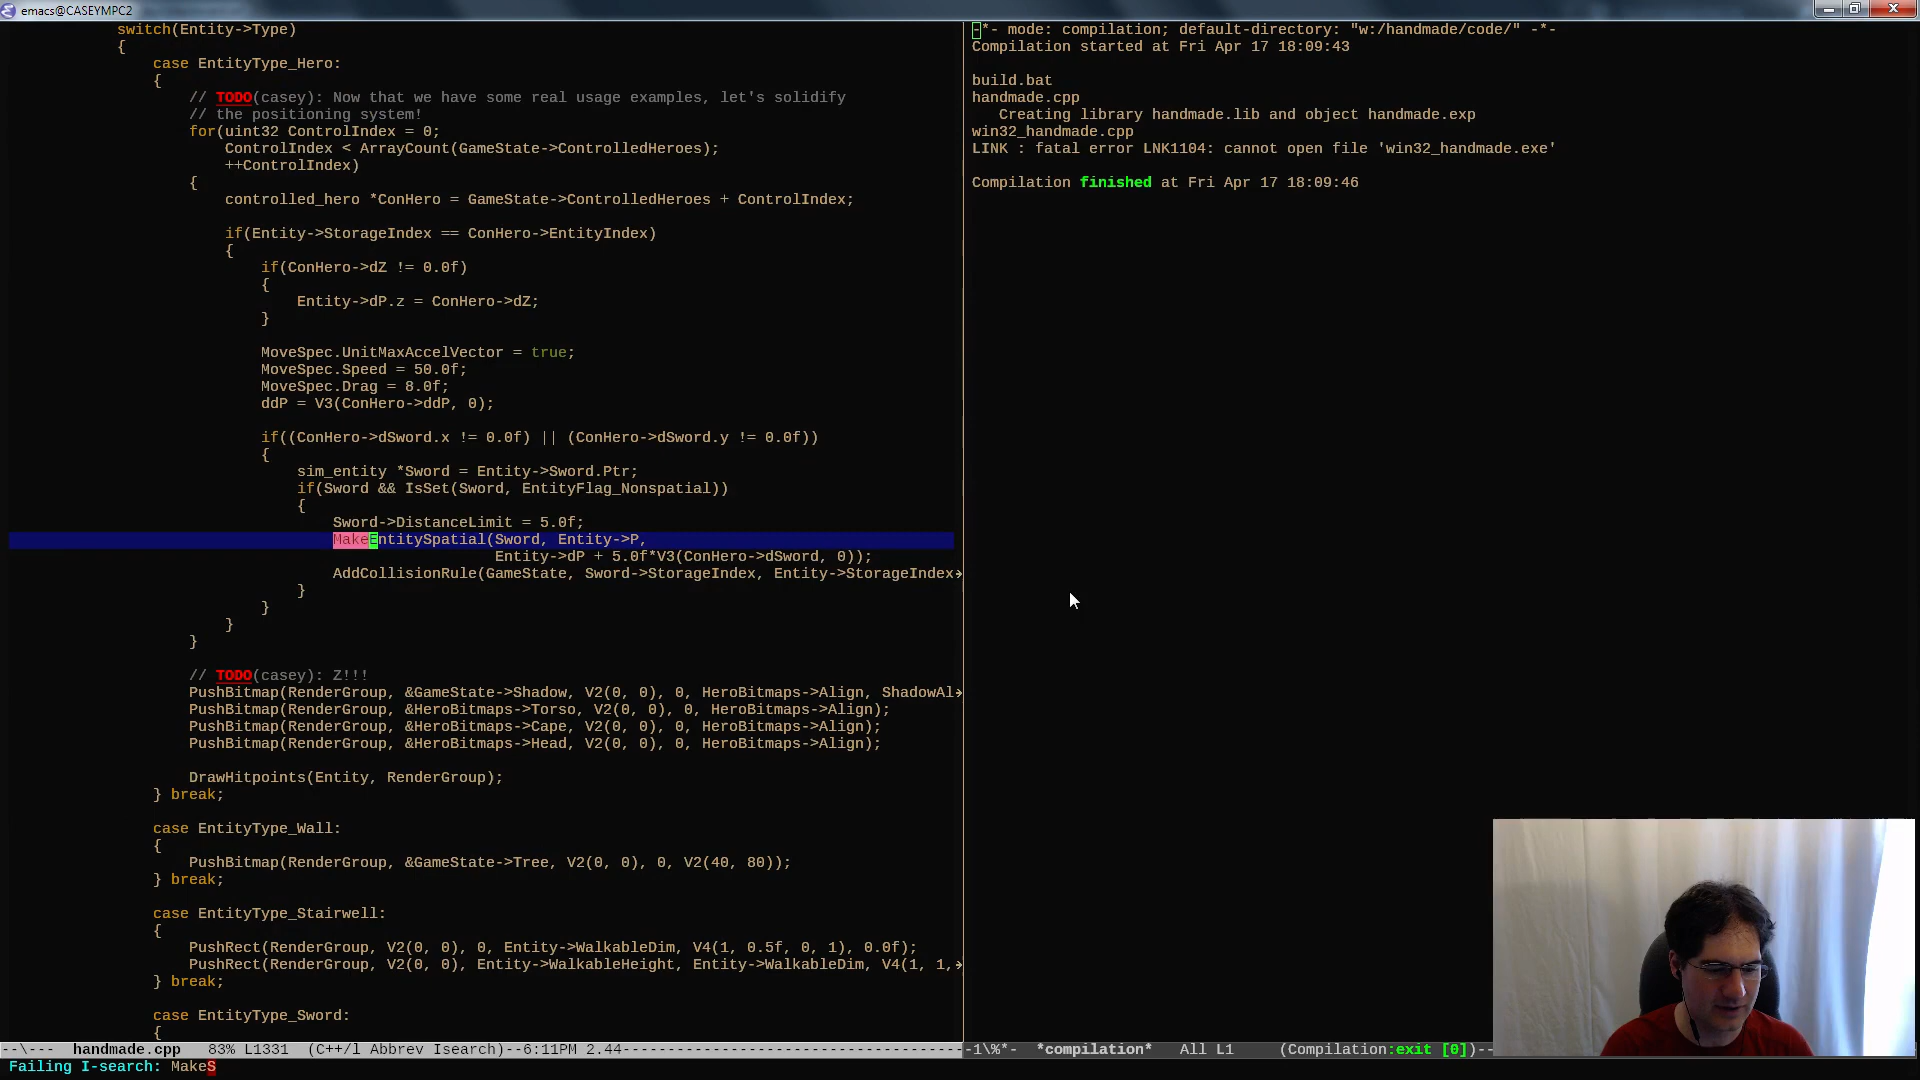 emacs@CASEYMPC2
switch(Entity->Type)
{
case EntityType_Hero:
{
// TODO(casey): Now that we have some real usage examples, let's solidify
// the positioning system!
for(uint32 ControlIndex = 0;
ControlIndex < ArrayCount(GameState->ControlledHeroes);
++ControlIndex)
{
controlled_hero *ConHero = GameState->ControlledHeroes + ControlIndex;
if(Entity->StorageIndex == ConHero->EntityIndex)
{
if(ConHero->dZ != 0.0f)
{
Entity->dP.z = ConHero->dZ;
}
MoveSpec.UnitMaxAccelVector = true;
MoveSpec.Speed = 50.0f;
MoveSpec.Drag = 8.0f;
ddP = V3(ConHero->ddP, 0);
if((ConHero->dSword.x != 0.0f) || (ConHero->dSword.y != 0.0f))
{
sim_entity *Sword = Entity->Sword.Ptr;
if(Sword && IsSet(Sword, EntityFlag_Nonspatial))
{
Sword->DistanceLimit = 5.0f;
MakeEntitySpatial(Sword, Entity->P,
Entity->dP + 5.0f*V3(ConHero->dSword, 0));
AddCollisionRule(GameState, Sword->StorageIndex, Entity->StorageIndex
}
}
}
}
// TODO(casey): Z!!!
PushBitmap(RenderGroup, &GameState->Shadow, V2(0, 0), 0, HeroBitmaps->Align, ShadowAl
PushBitmap(RenderGroup, &HeroBitmaps->Torso, V2(0, 0), 0, HeroBitmaps->Align);
PushBitmap(RenderGroup, &HeroBitmaps->Cape, V2(0, 0), 0, HeroBitmaps->Align);
PushBitmap(RenderGroup, &HeroBitmaps->Head, V2(0, 0), 0, HeroBitmaps->Align);
DrawHitpoints(Entity, RenderGroup);
} break;
case EntityType_Wall:
{
PushBitmap(RenderGroup, &GameState->Tree, V2(0, 0), 0, V2(40, 80));
} break;
case EntityType_Stairwell:
{
PushRect(RenderGroup, V2(0, 0), 0, Entity->WalkableDim, V4(1, 0.5f, 0, 1), 0.0f);
PushRect(RenderGroup, V2(0, 0), Entity->WalkableHeight, Entity->WalkableDim, V4(1, 1,
} break;
case EntityType_Sword:
{
--\--- handmade.cpp 83% L1331 (C++/l Abbrev Isearch)--6:11PM 2.44-------------------------------------
Failing I-search: MakeS
-*- mode: compilation; default-directory: "w:/handmade/code/" -*-
Compilation started at Fri Apr 17 18:09:43
build.bat
handmade.cpp
Creating library handmade.lib and object handmade.exp
win32_handmade.cpp
LINK : fatal error LNK1104: cannot open file 'win32_handmade.exe'
Compilation finished at Fri Apr 17 18:09:46
-1\%*- *compilation* All L1 (Compilation:exit [0])--